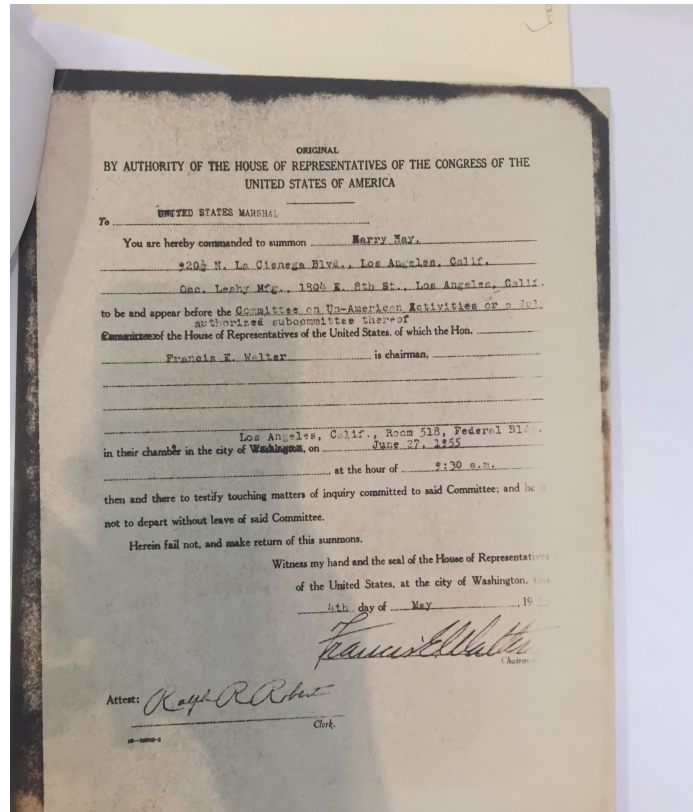 ORIGINAL
BY AUTHORITY OF THE HOUSE OF REPRESENTATIVES OF THE CONGRESS OF THE
UNITED STATES OF AMERICA
To UNITED STATES MARSHAL
You are hereby commanded to summon Harry Hay,
920½ N. La Cienega Blvd., Los Angeles, Calif.
Occ. Leahy Mfg., 1804 E. 8th St., Los Angeles, Calif.
to be and appear before the Committee on Un-American Activities or a Dul
authorized subcommittee thereof
Committee of the House of Representatives of the United States, of which the Hon.
Francis E. Walter is chairman,
Los Angeles, Calif., Room 518, Federal Bldg.
in their chamber in the city of Washington, on June 27, 1955
, at the hour of 9:30 a.m.
then and there to testify touching matters of inquiry committed to said Committee; and he
not to depart without leave of said Committee.
Herein fail not, and make return of this summons.
Witness my hand and the seal of the House of Representatives
of the United States, at the city of Washington, this
4th day of May, 19
Francis E. Walter
Chairman
Attest: Ralph R. Roberts
Clerk.